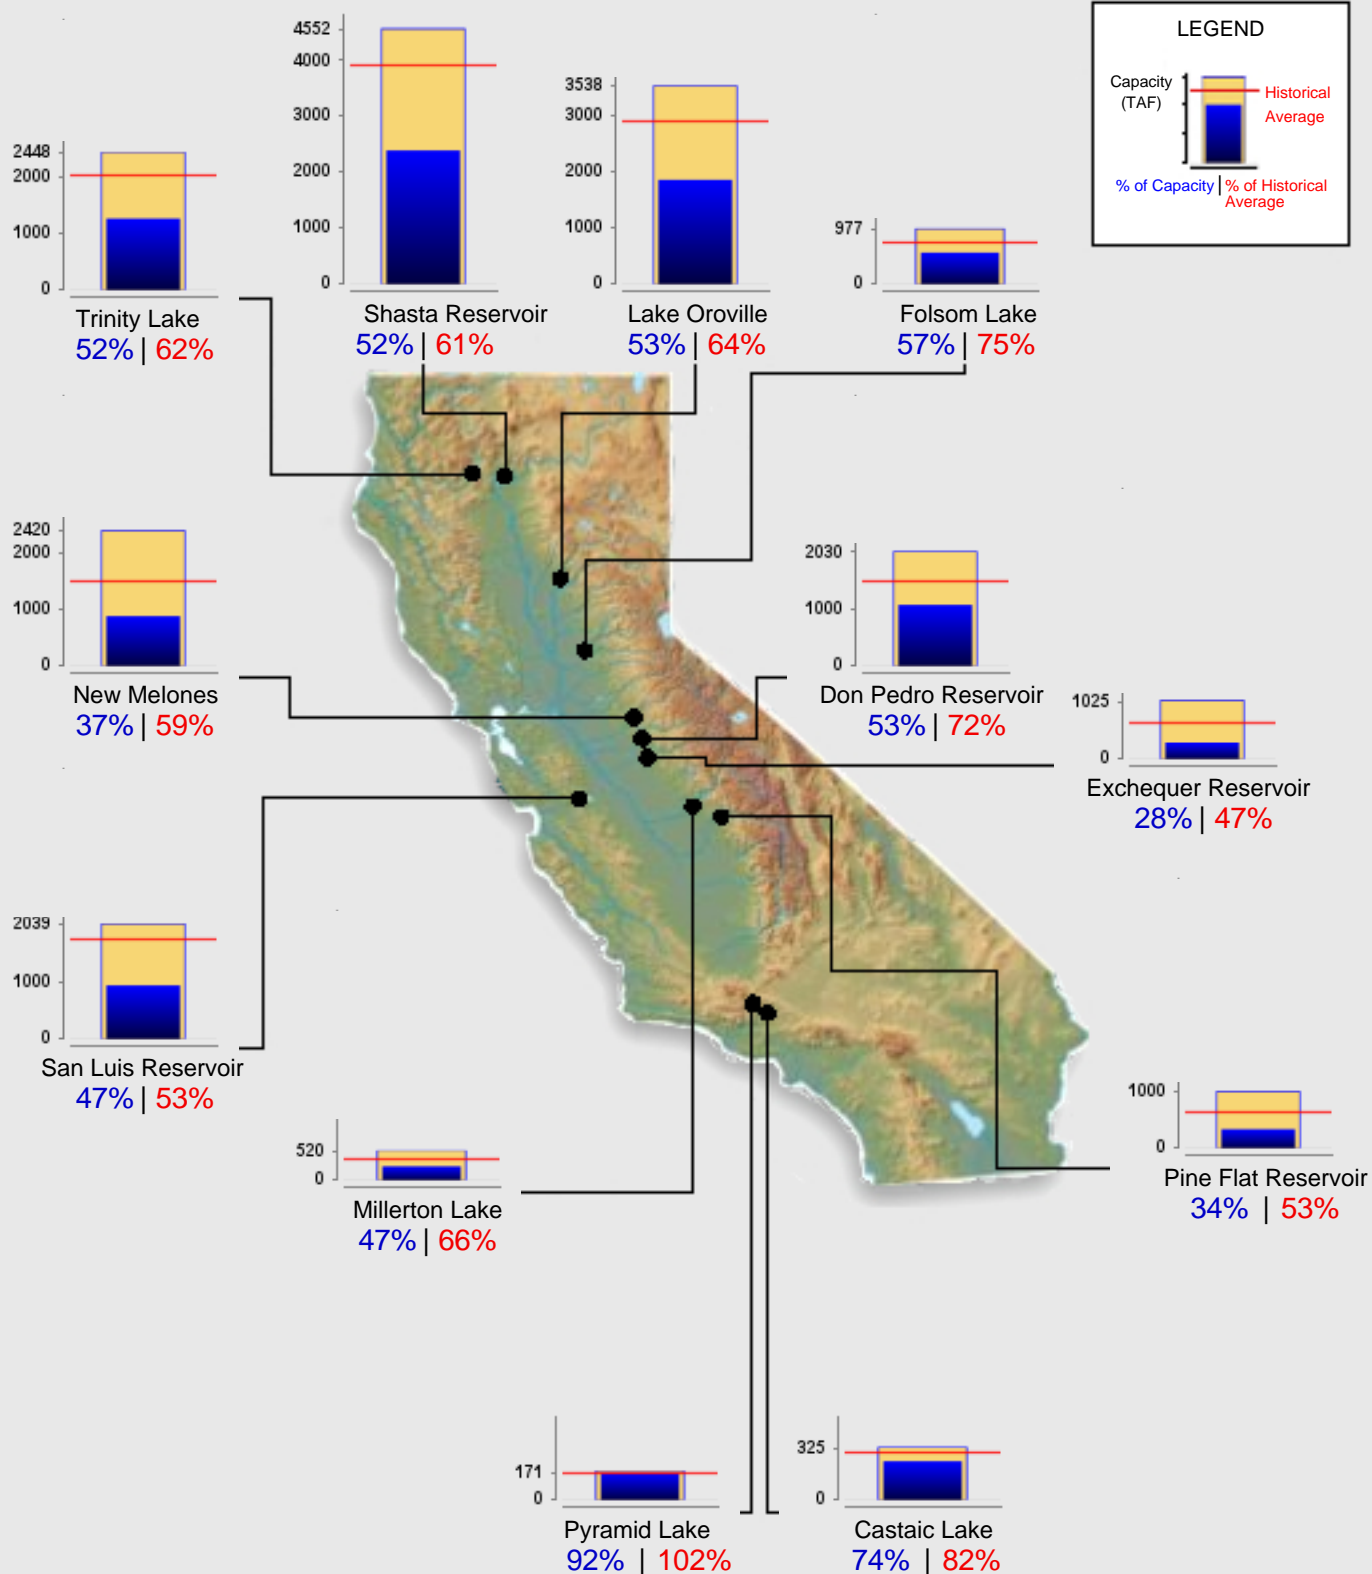 LEGEND
Capacity
(TAF)
Historical
Average
% of Capacity | % of Historical
Average
4552
4000
3000
2000
1000
0
Shasta Reservoir
52% | 61%
3538
3000
2000
1000
0
Lake Oroville
53% | 64%
2448
2000
1000
0
Trinity Lake
52% | 62%
977
0
Folsom Lake
57% | 75%
2420
2000
1000
0
New Melones
37% | 59%
2030
1000
0
Don Pedro Reservoir
53% | 72%
1025
0
Exchequer Reservoir
28% | 47%
2039
1000
0
San Luis Reservoir
47% | 53%
520
0
Millerton Lake
47% | 66%
1000
0
Pine Flat Reservoir
34% | 53%
171
0
Pyramid Lake
92% | 102%
325
0
Castaic Lake
74% | 82%